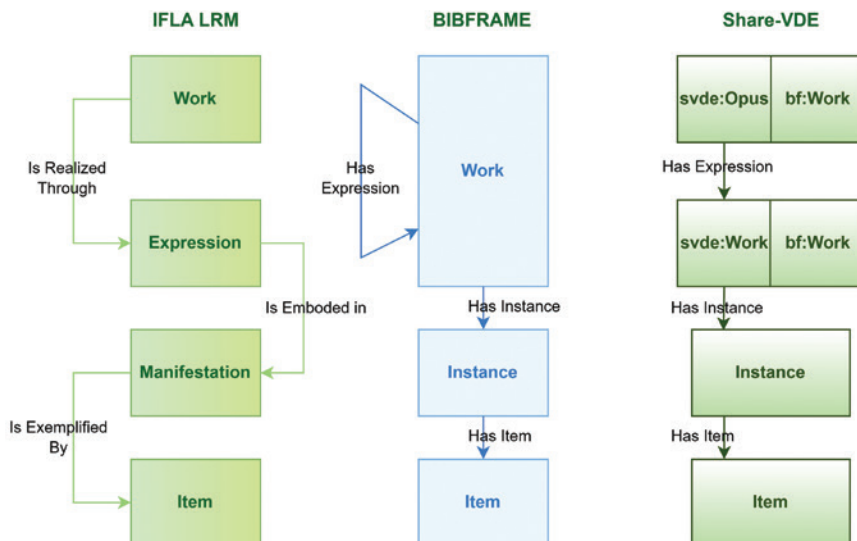 IFLA LRM
BIBFRAME
Share-VDE
Work
Is Realized
Through
Expression
Is Emboded in
Manifestation
Is Exemplified
By
Item
Work
Has
Expression
Has Instance
Instance
Has Item
Item
svde:Opus
bf:Work
Has Expression
svde:Work
bf:Work
Has Instance
Instance
Has Item
Item